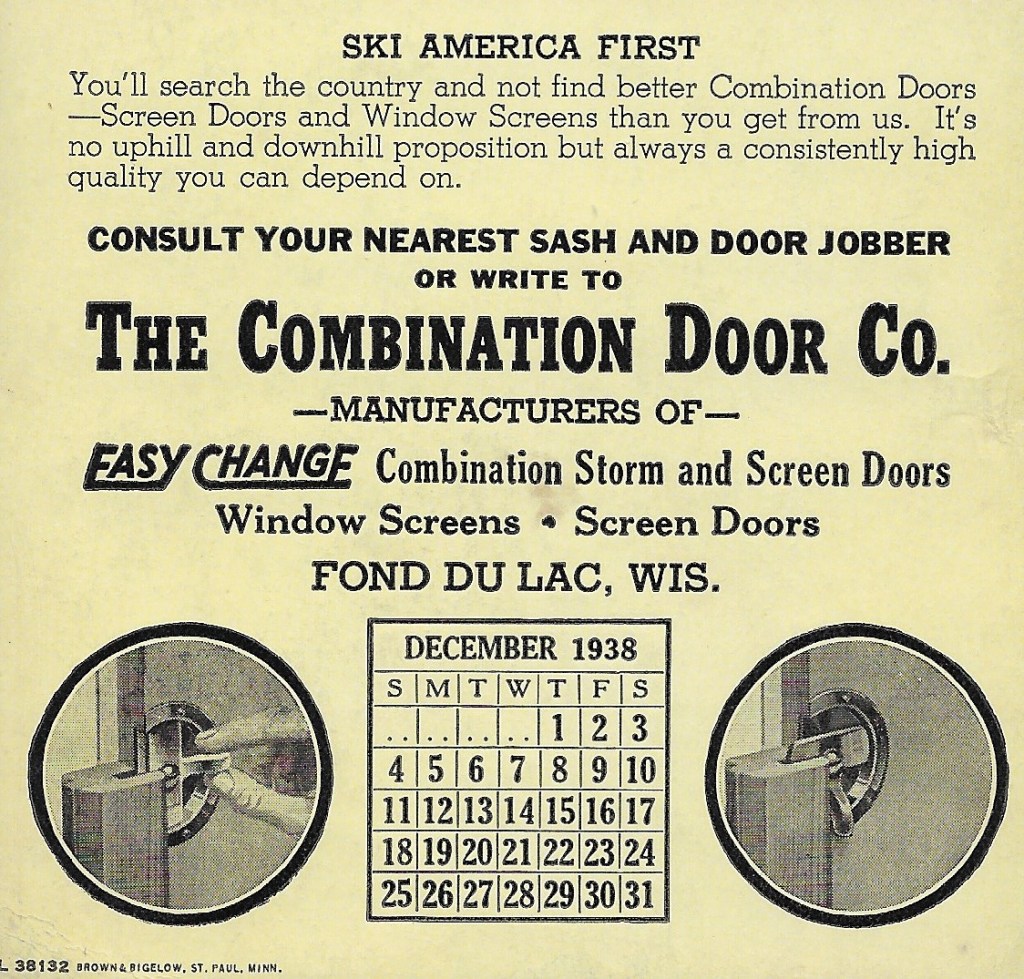 SKI AMERICA FIRST
You'll search the country and not find better Combination Doors
—Screen Doors and Window Screens than you get from us. It's
no uphill and downhill proposition but always a consistently high
quality you can depend on.
CONSULT YOUR NEAREST SASH AND DOOR JOBBER
OR WRITE TO
THE COMBINATION DOOR CO.
—MANUFACTURERS OF—
EASY CHANGE Combination Storm and Screen Doors
Window Screens • Screen Doors
FOND DU LAC, WIS.
DECEMBER 1938
S M T W T F S
. . . . . . . . 1 2 3
4 5 6 7 8 9 10
11 12 13 14 15 16 17
18 19 20 21 22 23 24
25 26 27 28 29 30 31
L 38132 BROWN & BIGELOW, ST. PAUL, MINN.